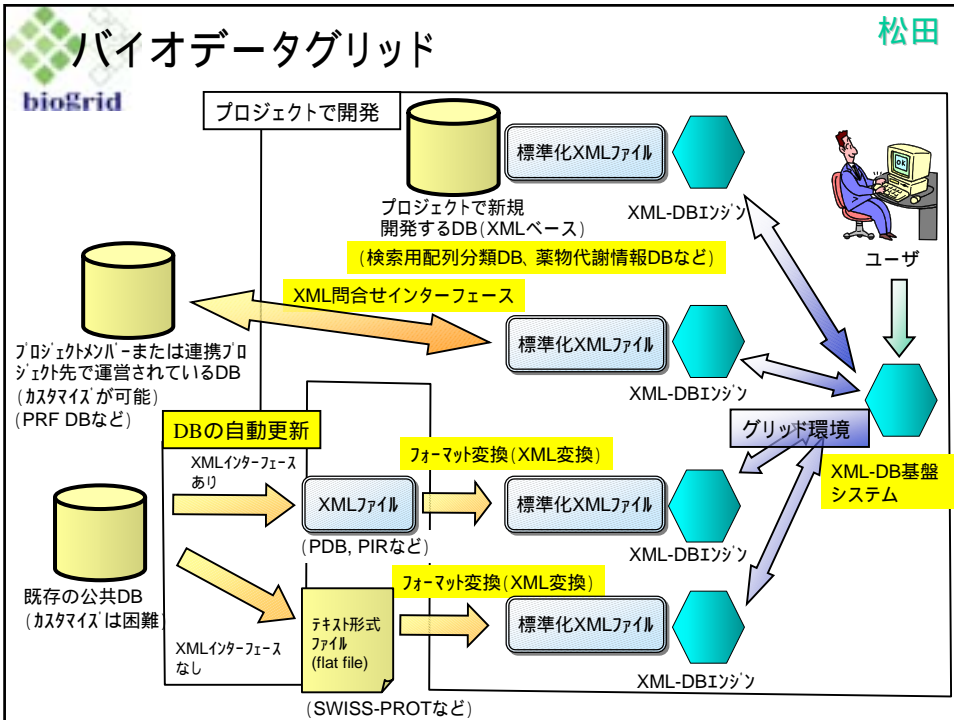 バイオデータグリッド
松田
biogrid
プロジェクトで開発
標準化XMLﾌｧｲﾙ
XML-DBｴﾝｼﾞﾝ
OK
ユーザ
プロジェクトで新規
開発するDB(XMLベース)
(検索用配列分類DB、薬物代謝情報DBなど)
XML問合せインターフェース
標準化XMLﾌｧｲﾙ
XML-DBｴﾝｼﾞﾝ
ﾌﾟﾛｼﾞｪｸﾄﾒﾝﾊﾞｰまたは連携ﾌﾟﾛ
ｼﾞｪｸﾄ先で運営されているDB
(ｶｽﾀﾏｲｽﾞが可能)
(PRF DBなど)
DBの自動更新
グリッド環境
XML-DB基盤
システム
XMLｲﾝﾀｰﾌｪｰｽ
あり
ﾌｫｰﾏｯﾄ変換(XML変換)
XMLﾌｧｲﾙ
(PDB, PIRなど)
標準化XMLﾌｧｲﾙ
XML-DBｴﾝｼﾞﾝ
既存の公共DB
(ｶｽﾀﾏｲｽﾞは困難)
XMLｲﾝﾀｰﾌｪｰｽ
なし
ﾃｷｽﾄ形式
ﾌｧｲﾙ
(flat file)
(SWISS-PROTなど)
ﾌｫｰﾏｯﾄ変換(XML変換)
標準化XMLﾌｧｲﾙ
XML-DBｴﾝｼﾞﾝ